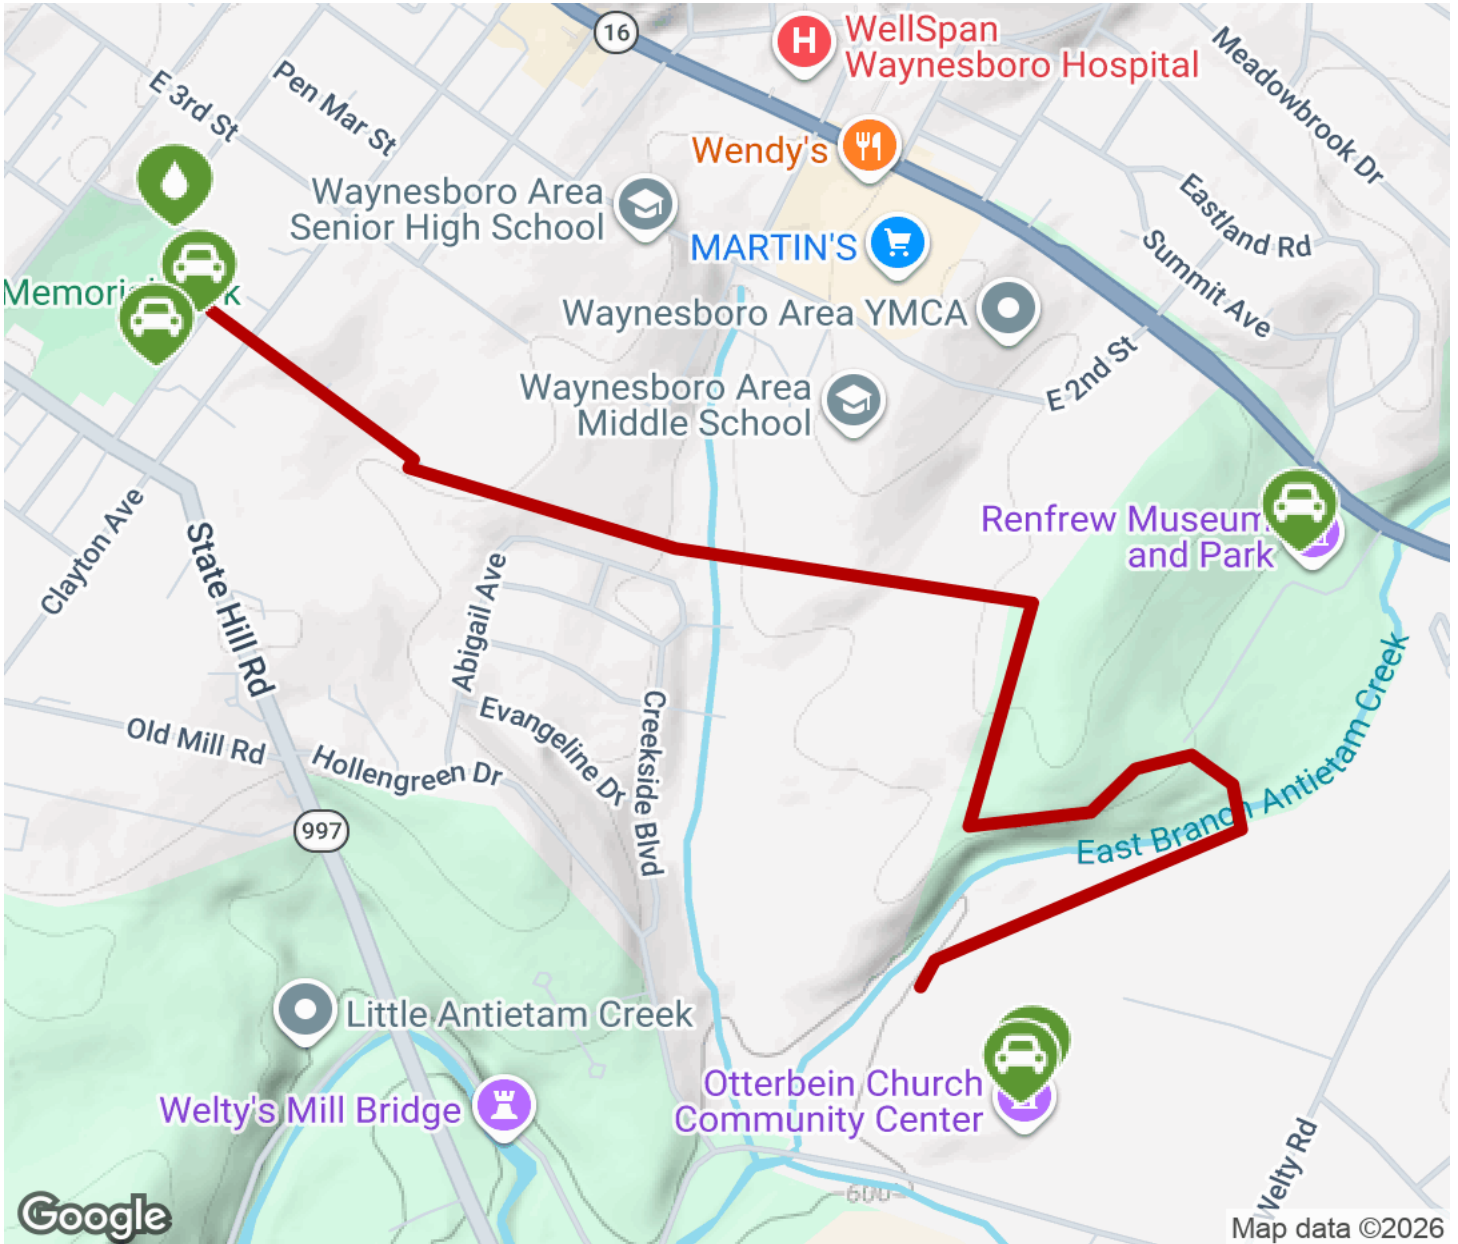 16
H
WellSpan
Waynesboro Hospital
Meadowbrook Dr
E 3rd St
Pen Mar St
Wendy's
Waynesboro Area
Senior High School
Eastland Rd
MARTIN'S
Summit Ave
Memori
k
Waynesboro Area YMCA
E 2nd St
Waynesboro Area
Middle School
Clayton Ave
State Hill Rd
Renfrew Museum
and Park
Abigail Ave
East Branch Antietam Creek
Old Mill Rd
Hollengreen Dr
Evangeline Dr
Creekside Blvd
997
Little Antietam Creek
Welty's Mill Bridge
Otterbein Church
Community Center
Welty Rd
600
Google
Map data ©2026